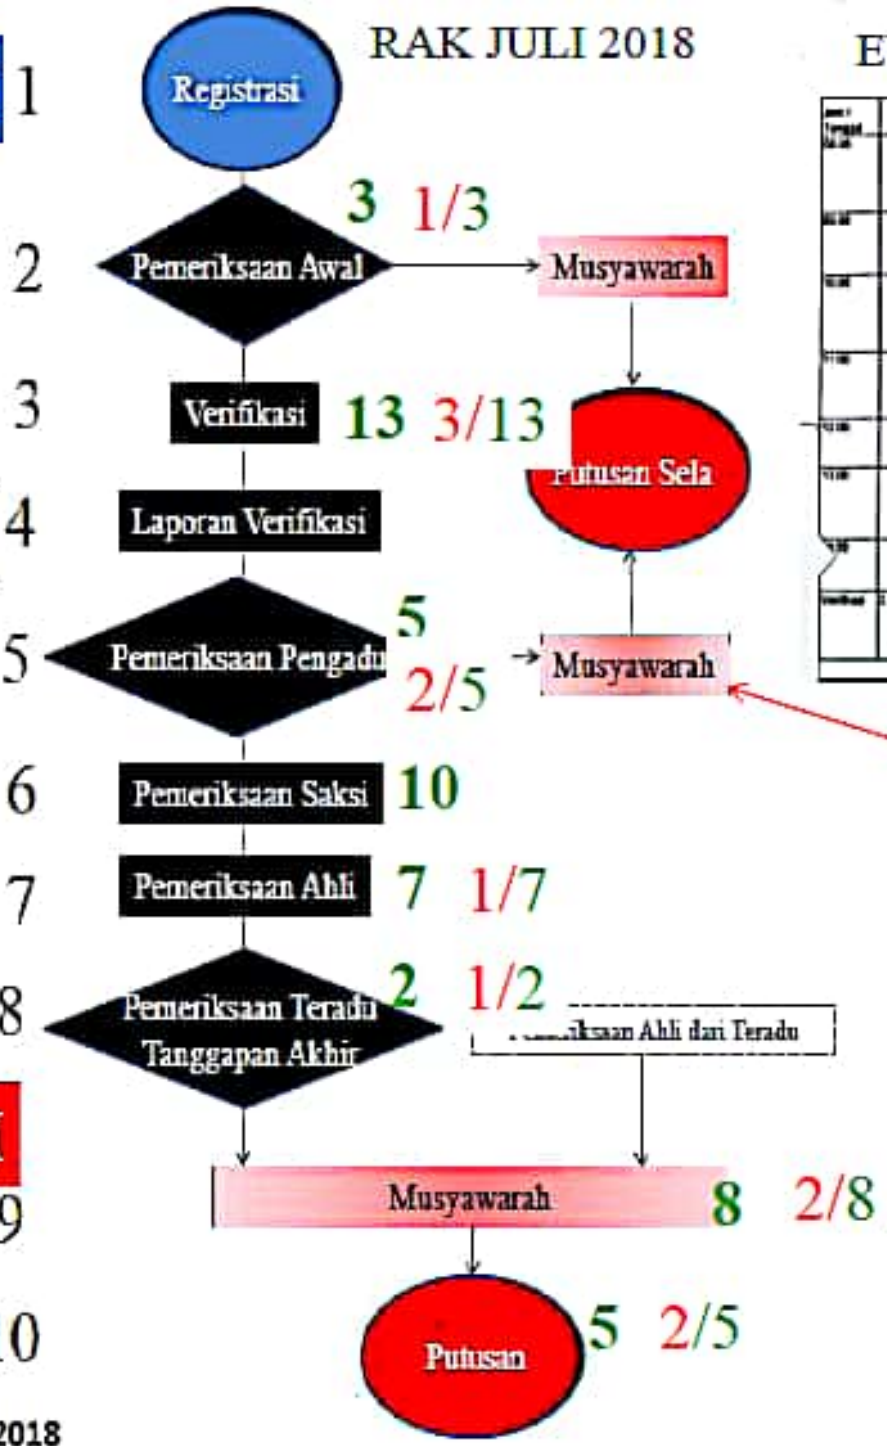 RAK JULI 2018
E
1
Registrasi
3 1/3
2
Pemeriksaan Awal
Musyawarah
3
Verifikasi
13 3/13
Putusan Sela
4
Laporan Verifikasi
5
5
Pemeriksaan Pengadu
Musyawarah
2/5
6
Pemeriksaan Saksi
10
7
Pemeriksaan Ahli
7 1/7
8
Pemeriksaan Teradu
Tanggapan Akhir
2 1/2
iksaan Ahli dari Teradu
9
Musyawarah
8 2/8
10
Putusan
5 2/5
2018